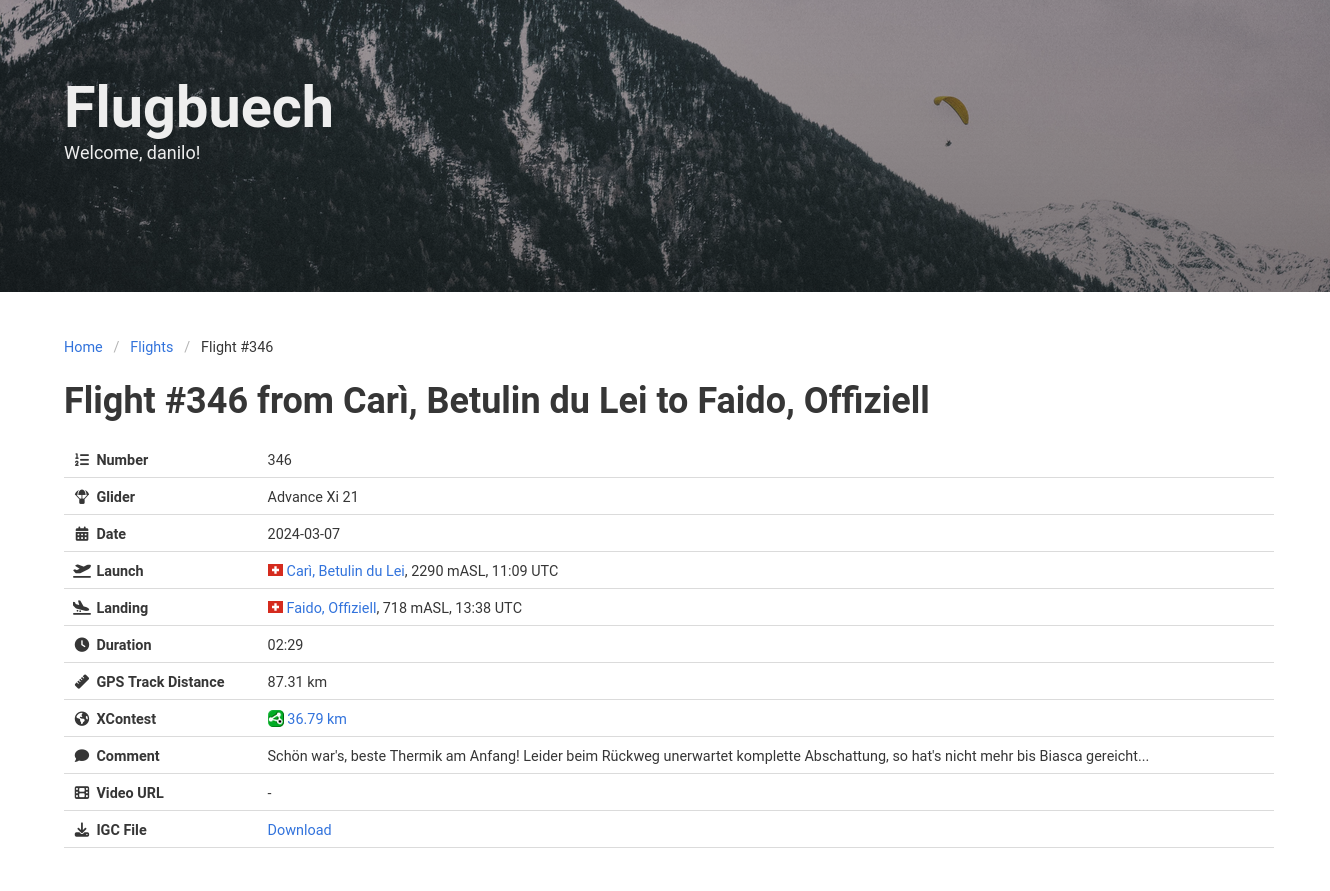 Flugbuech
Welcome, danilo!
Home / Flights / Flight #346
Flight #346 from Carì, Betulin du Lei to Faido, Offiziell
Number 346
Glider Advance Xi 21
Date 2024-03-07
Launch Carì, Betulin du Lei, 2290 mASL, 11:09 UTC
Landing Faido, Offiziell, 718 mASL, 13:38 UTC
Duration 02:29
GPS Track Distance 87.31 km
XContest 36.79 km
Comment Schön war's, beste Thermik am Anfang! Leider beim Rückweg unerwartet komplette Abschattung, so hat's nicht mehr bis Biasca gereicht...
Video URL -
IGC File Download